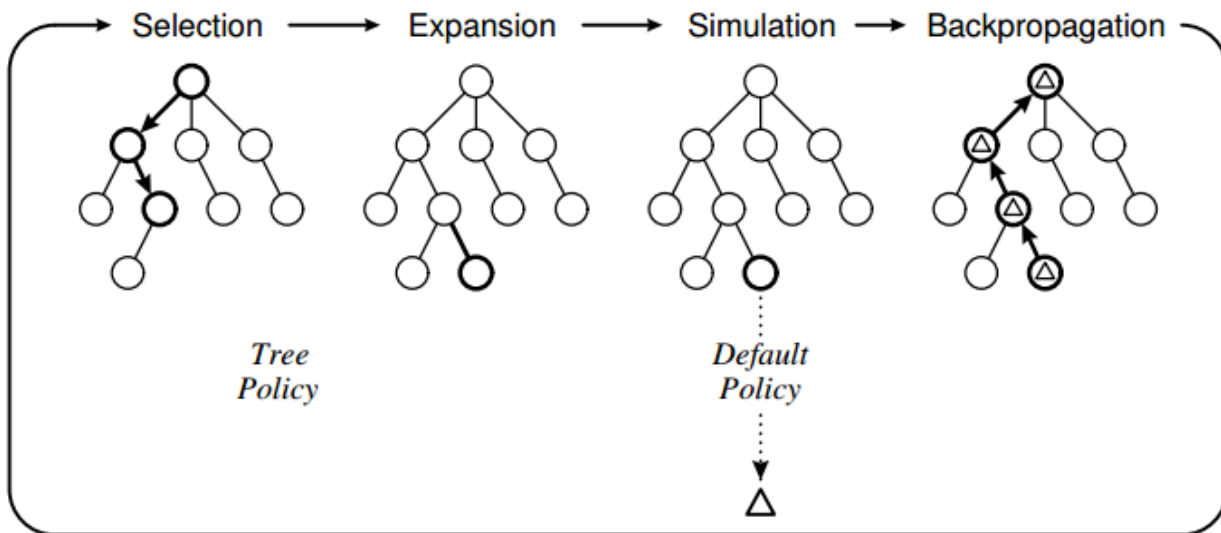 Selection Expansion Simulation Backpropagation
Tree
Policy
Default
Policy